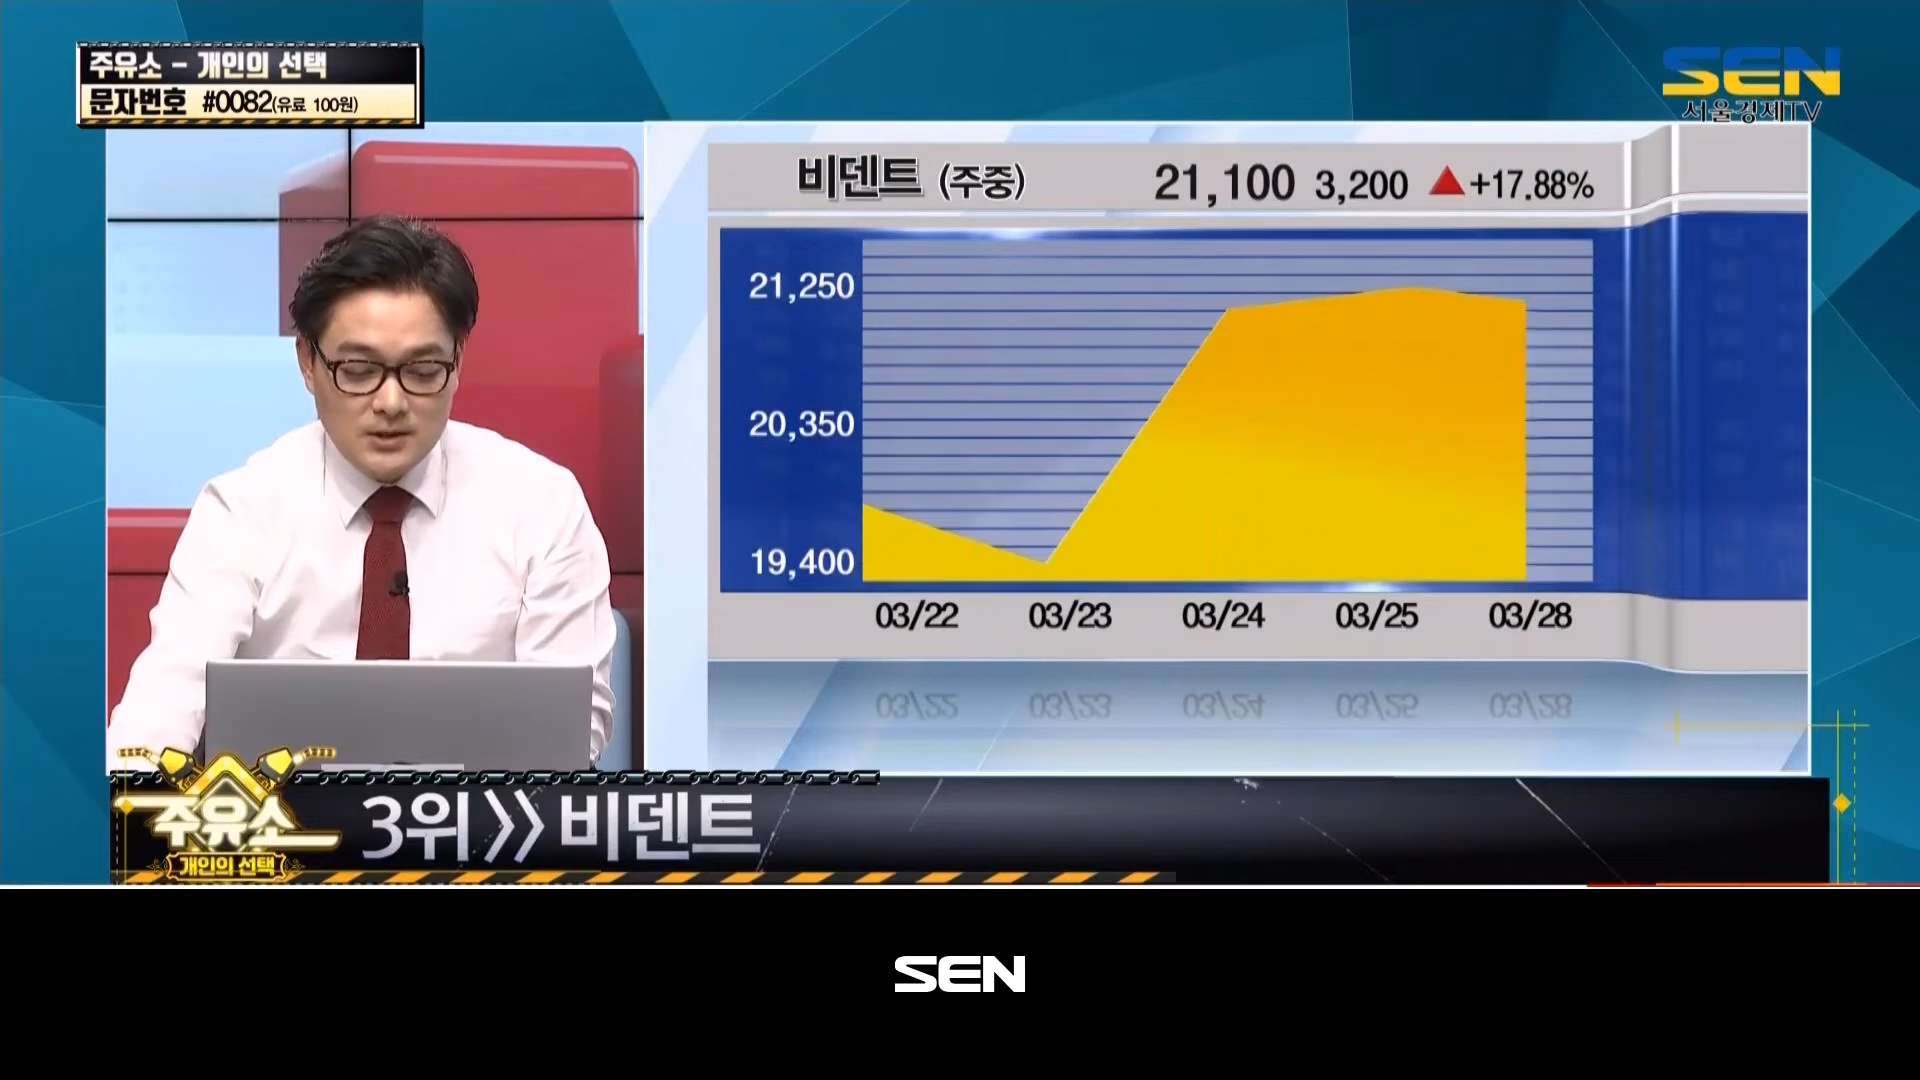 주유소 - 개인의 선택
문자번호 #0082(유료 100원)
SEN
서울경제TV
비덴트 (주중) 21,100 3,200 ▲+17.88%
21,250
20,350
19,400
03/22 03/23 03/24 03/25 03/28
주유소
개인의 선택
3위>>비덴트
SEN